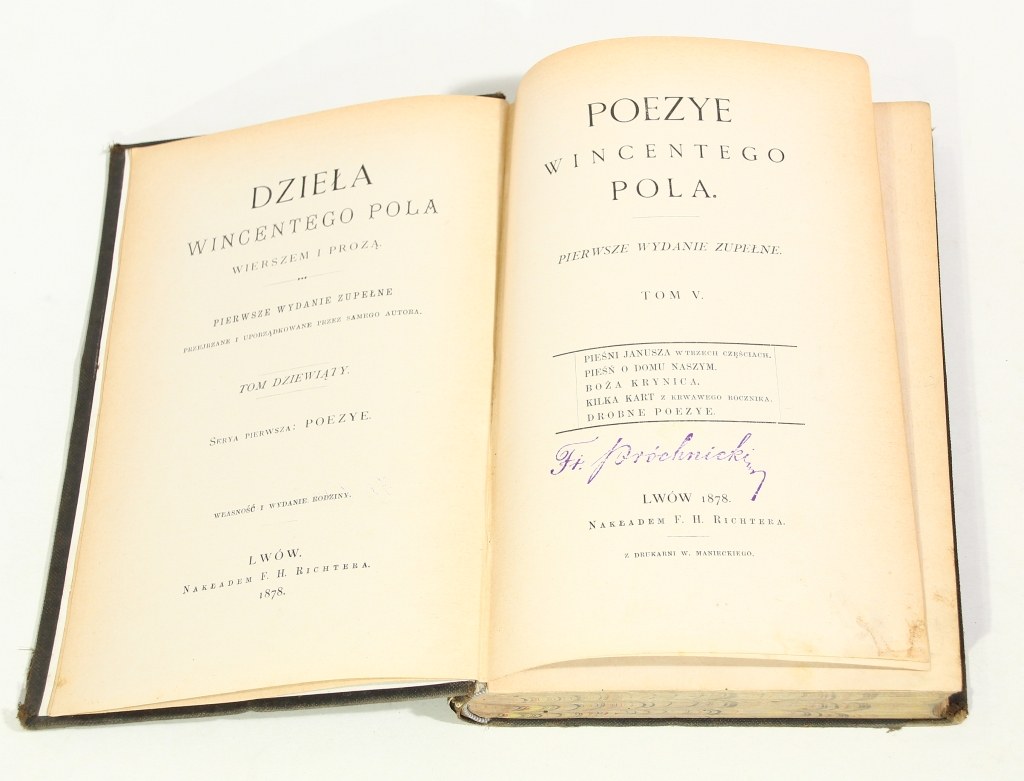 DZIEŁA
WINCENTEGO POLA
WIERSZEM I PROZĄ.
PIERWSZE WYDANIE ZUPEŁNE
PRZEJRZANE I UPORZĄDKOWANE PRZEZ SAMEGO AUTORA.
TOM DZIEWIĄTY.
SERYA PIERWSZA: POEZYE.
WŁASNOŚĆ I WYDANIE RODZINY.
LWÓW.
NAKŁADEM F. H. RICHTERA.
1878.
POEZYE
WINCENTEGO
POLA.
PIERWSZE WYDANIE ZUPEŁNE.
TOM V.
PIEŚNI JANUSZA W TRZECH CZĘŚCIACH.
PIEŚŃ O DOMU NASZYM.
BOŻA KRYNICA.
KILKA KART Z KRWAWEGO ROCZNIKA.
DROBNE POEZYE.
Fr. Próchnicki
LWÓW 1878.
NAKŁADEM F. H. RICHTERA.
Z DRUKARNI W. MANIECKIEGO.